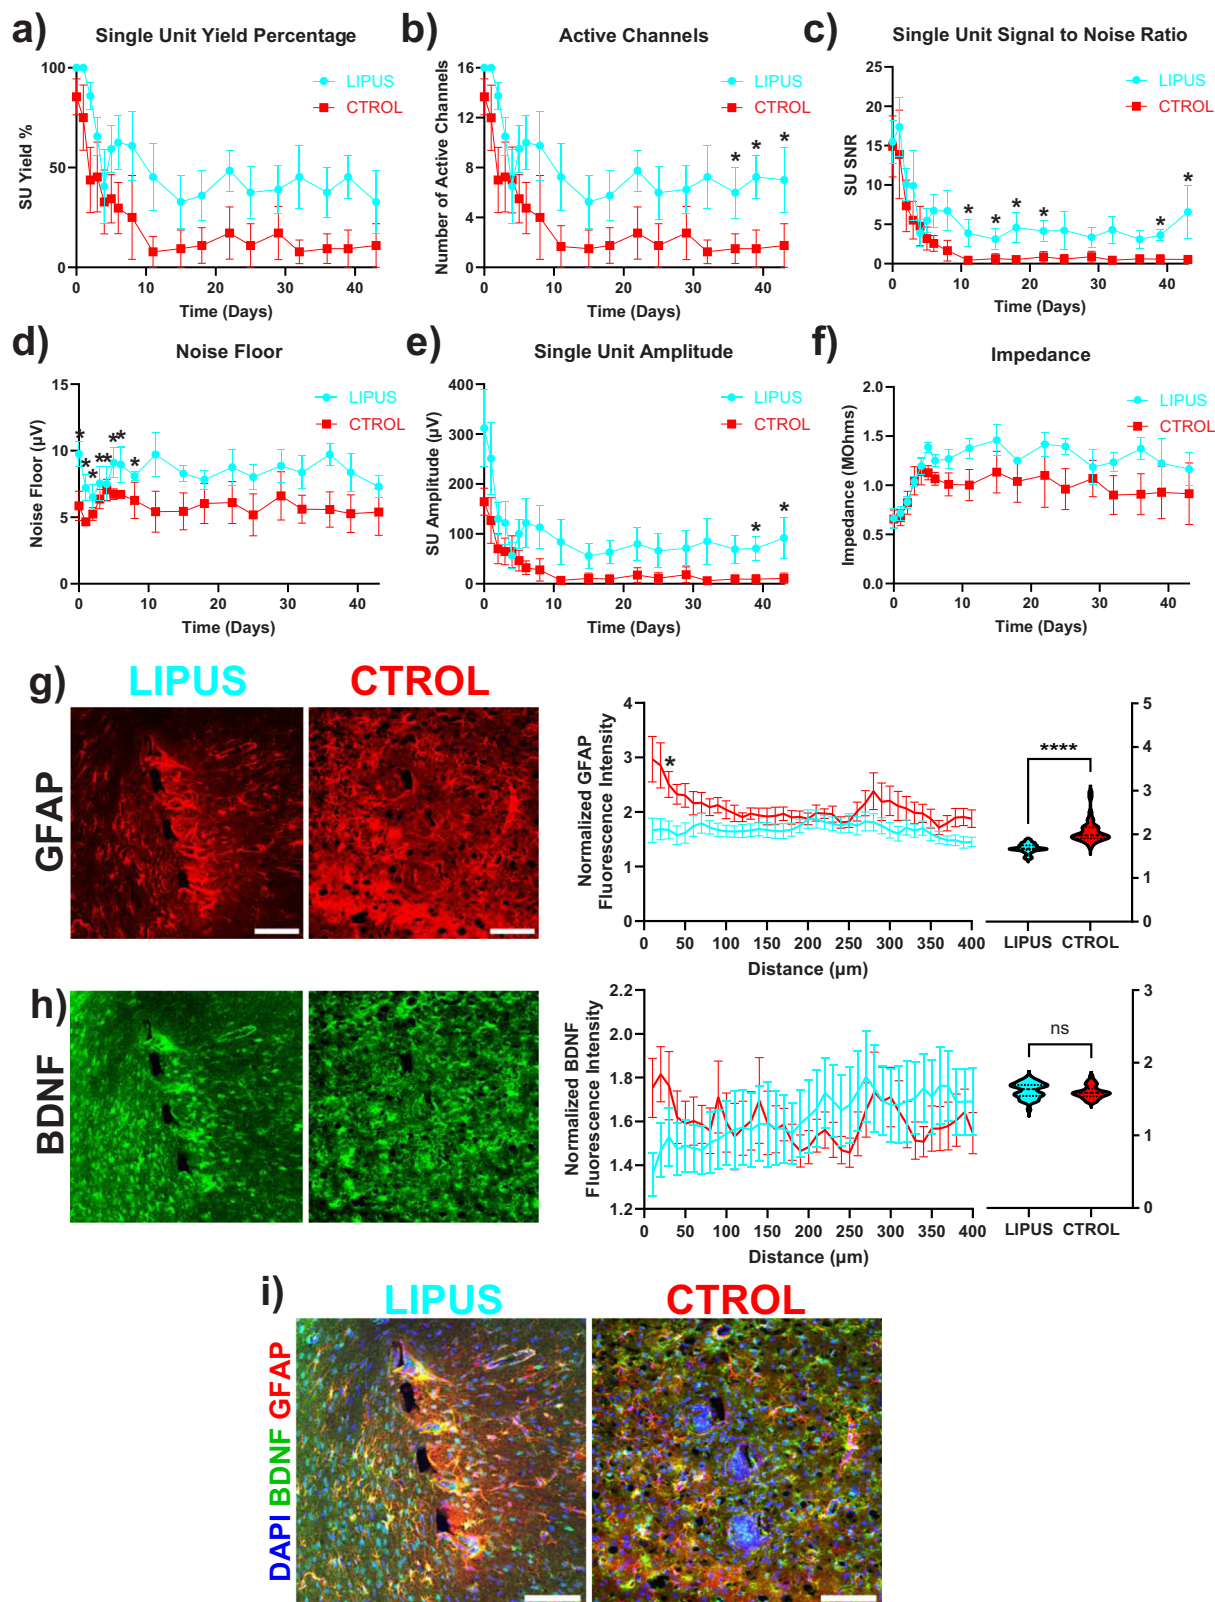 a)
Single Unit Yield Percentage
SU Yield %
100
50
0
0 10 20 30 40
Time (Days)
LIPUS
CTROL
b)
Active Channels
Number of Active Channels
16
12
8
4
0
0 10 20 30 40
Time (Days)
LIPUS
CTROL
* * *
c)
Single Unit Signal to Noise Ratio
SU SNR
25
20
15
10
5
0
0 10 20 30 40
Time (Days)
LIPUS
CTROL
* * * * * *
d)
Noise Floor
Noise Floor (µV)
15
10
5
0
0 10 20 30 40
Time (Days)
LIPUS
CTROL
* * * * * * * *
e)
Single Unit Amplitude
SU Amplitude (µV)
400
300
200
100
0
0 10 20 30 40
Time (Days)
LIPUS
CTROL
* *
f)
Impedance
Impedance (MOhms)
2.0
1.5
1.0
0.5
0.0
0 10 20 30 40
Time (Days)
LIPUS
CTROL
g)
LIPUS CTROL
GFAP
Normalized GFAP
Fluorescence Intensity
4
3
2
1
0
0 50 100 150 200 250 300 350 400
Distance (µm)
*
****
5
4
3
2
1
0
LIPUS CTROL
h)
BDNF
Normalized BDNF
Fluorescence Intensity
2.2
2.0
1.8
1.6
1.4
1.2
0 50 100 150 200 250 300 350 400
Distance (µm)
ns
3
2
1
0
LIPUS CTROL
i)
LIPUS CTROL
DAPI BDNF GFAP